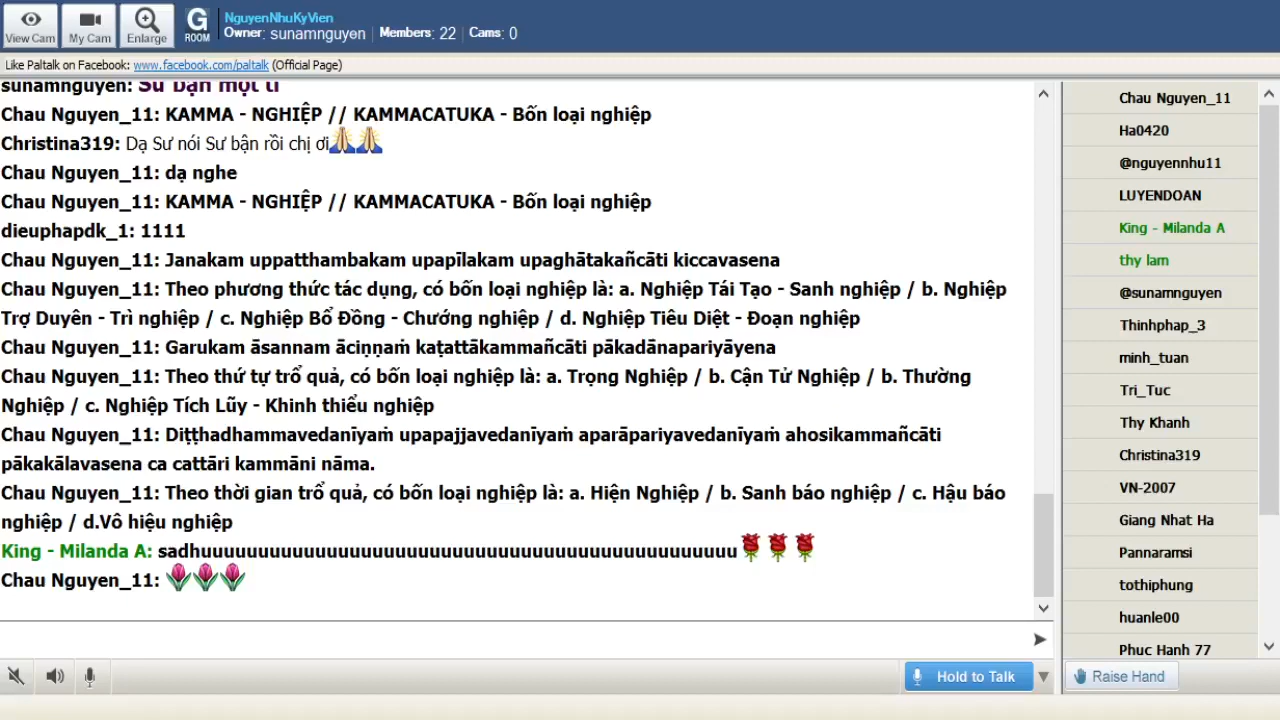 View Cam
My Cam
Enlarge
G
ROOM
NguyenNhuKyVien
Owner: sunamnguyen | Members: 22 | Cams: 0
Like Paltalk on Facebook: www.facebook.com/paltalk (Official Page)
sunamnguyen: Sư bận một tí
Chau Nguyen_11: KAMMA - NGHIỆP // KAMMACATUKA - Bốn loại nghiệp
Christina319: Dạ Sư nói Sư bận rồi chị ơi
Chau Nguyen_11: dạ nghe
Chau Nguyen_11: KAMMA - NGHIỆP // KAMMACATUKA - Bốn loại nghiệp
dieuphapdk_1: 1111
Chau Nguyen_11: Janakam uppatthambakam upapīlakam upaghātakañcāti kiccavasena
Chau Nguyen_11: Theo phương thức tác dụng, có bốn loại nghiệp là: a. Nghiệp Tái Tạo - Sanh nghiệp / b. Nghiệp
Trợ Duyên - Trì nghiệp / c. Nghiệp Bổ Đồng - Chướng nghiệp / d. Nghiệp Tiêu Diệt - Đoạn nghiệp
Chau Nguyen_11: Garukam āsannam āciṇṇaṁ kaṭattākammañcāti pākadānapariyāyena
Chau Nguyen_11: Theo thứ tự trổ quả, có bốn loại nghiệp là: a. Trọng Nghiệp / b. Cận Tử Nghiệp / b. Thường
Nghiệp / c. Nghiệp Tích Lũy - Khinh thiểu nghiệp
Chau Nguyen_11: Diṭṭhadhammavedanīyaṁ upapajjavedanīyaṁ aparāpariyavedanīyaṁ ahosikammañcāti
pākakālavasena ca cattāri kammāni nāma.
Chau Nguyen_11: Theo thời gian trổ quả, có bốn loại nghiệp là: a. Hiện Nghiệp / b. Sanh báo nghiệp / c. Hậu báo
nghiệp / d.Vô hiệu nghiệp
King - Milanda A: sadhuuuuuuuuuuuuuuuuuuuuuuuuuuuuuuuuuuuuuuuuuuuuuuu
Chau Nguyen_11:
Chau Nguyen_11
Ha0420
@nguyennhu11
LUYENDOAN
King - Milanda A
thy lam
@sunamnguyen
Thinhphap_3
minh_tuan
Tri_Tuc
Thy Khanh
Christina319
VN-2007
Giang Nhat Ha
Pannaramsi
tothiphung
huanle00
Phuc Hanh 77
Hold to Talk
Raise Hand